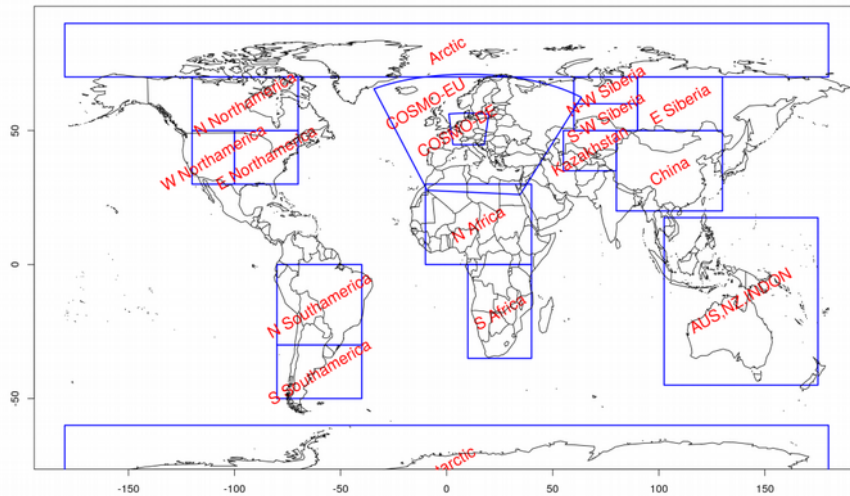 Arctic
COSMO-EU
N-W Siberia
N Northamerica
E Siberia
COSMO-DE
S-W Siberia
W Northamerica
E Northamerica
Kazakhstan
China
N Africa
N Southamerica
S Africa
AUS,NZ,INDON
S Southamerica
tarctic
50
0
-50
-150
-100
-50
0
50
100
150